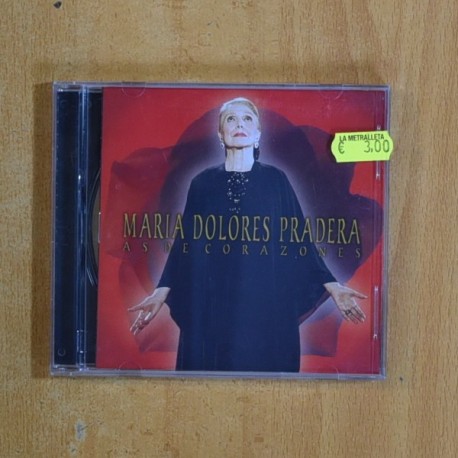 LA METRALLETA
€ 3.00
MARIA DOLORES PRADERA
AS DE CORAZONES